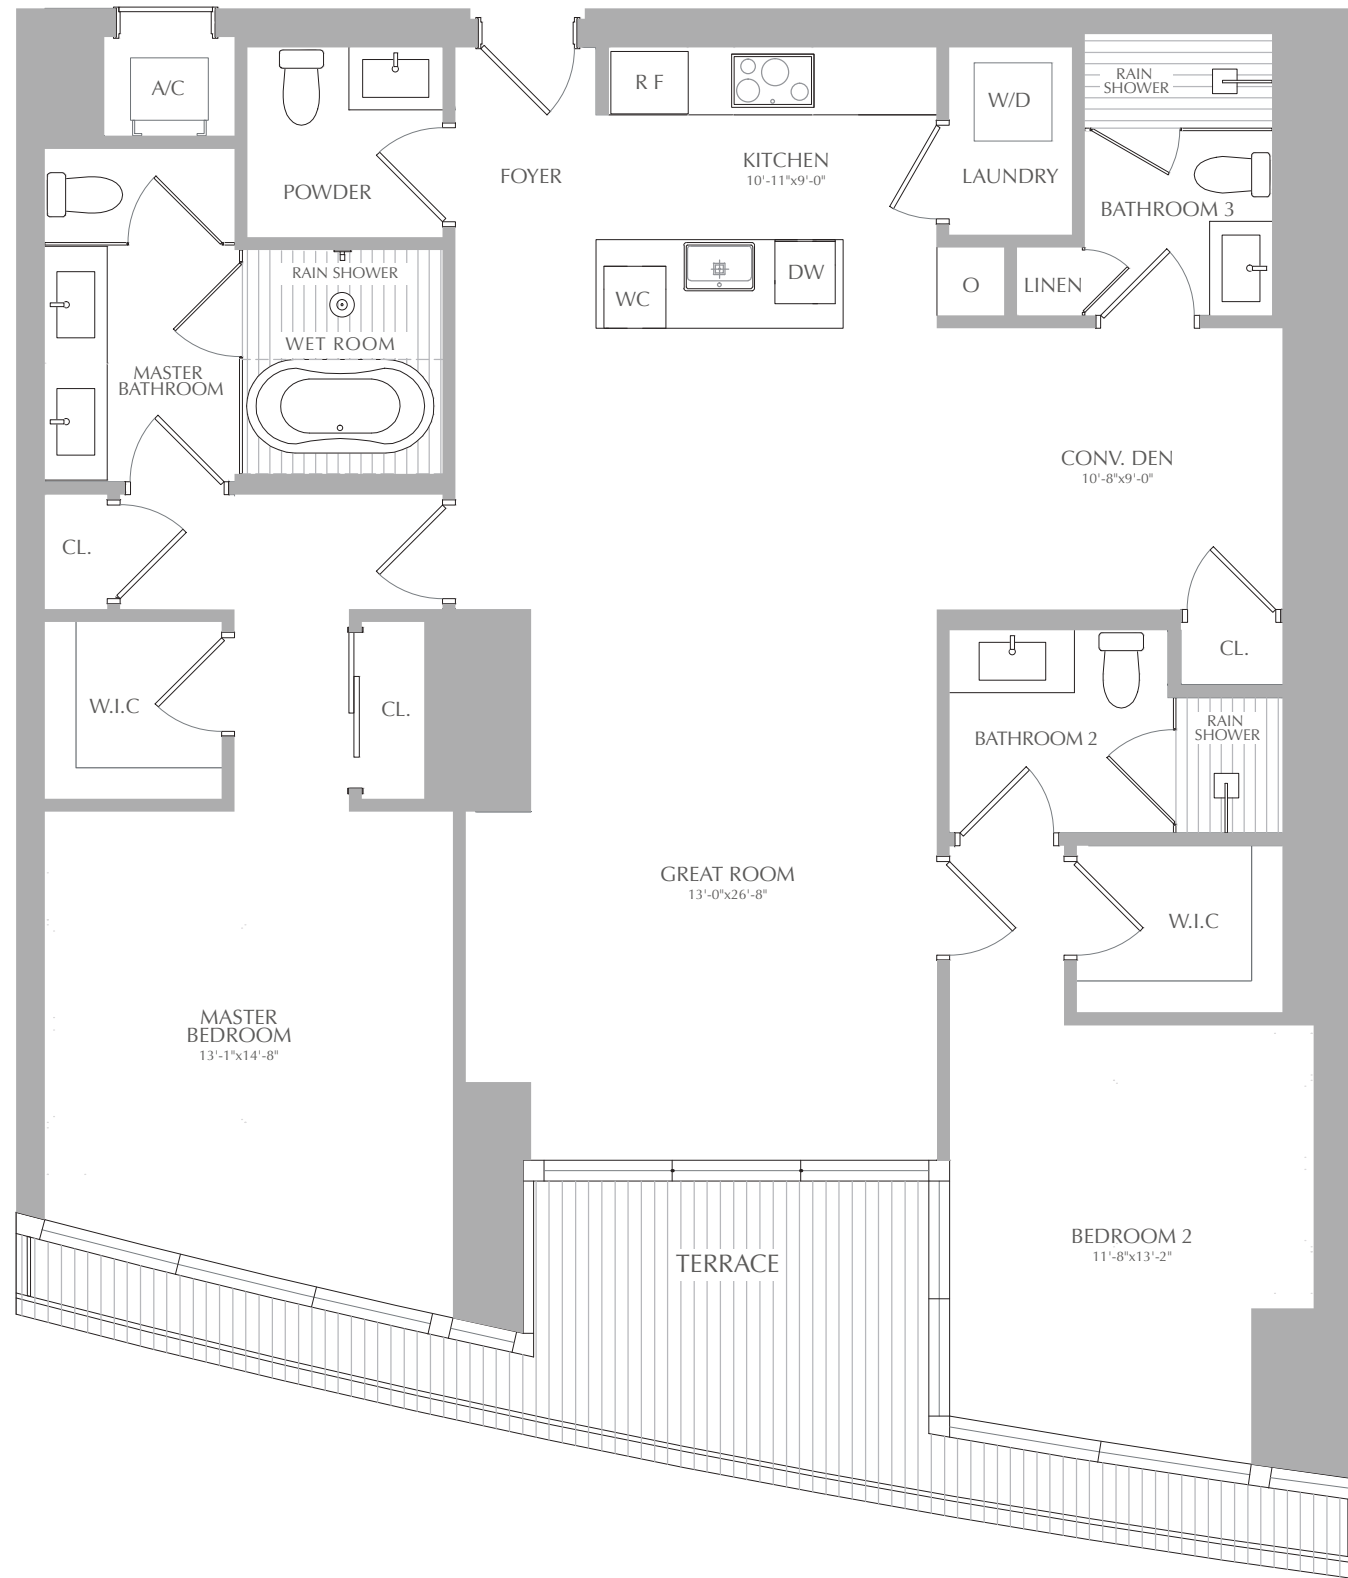 A/C
R F
W/D
RAIN
SHOWER
KITCHEN
10'-11"x9'-0"
FOYER
LAUNDRY
POWDER
BATHROOM 3
RAIN SHOWER
DW
WC
O
LINEN
WET ROOM
MASTER
BATHROOM
CONV. DEN
10'-8"x9'-0"
CL.
CL.
W.I.C
CL.
RAIN
SHOWER
BATHROOM 2
GREAT ROOM
13'-0"x26'-8"
W.I.C
MASTER
BEDROOM
13'-1"x14'-8"
BEDROOM 2
11'-8"x13'-2"
TERRACE